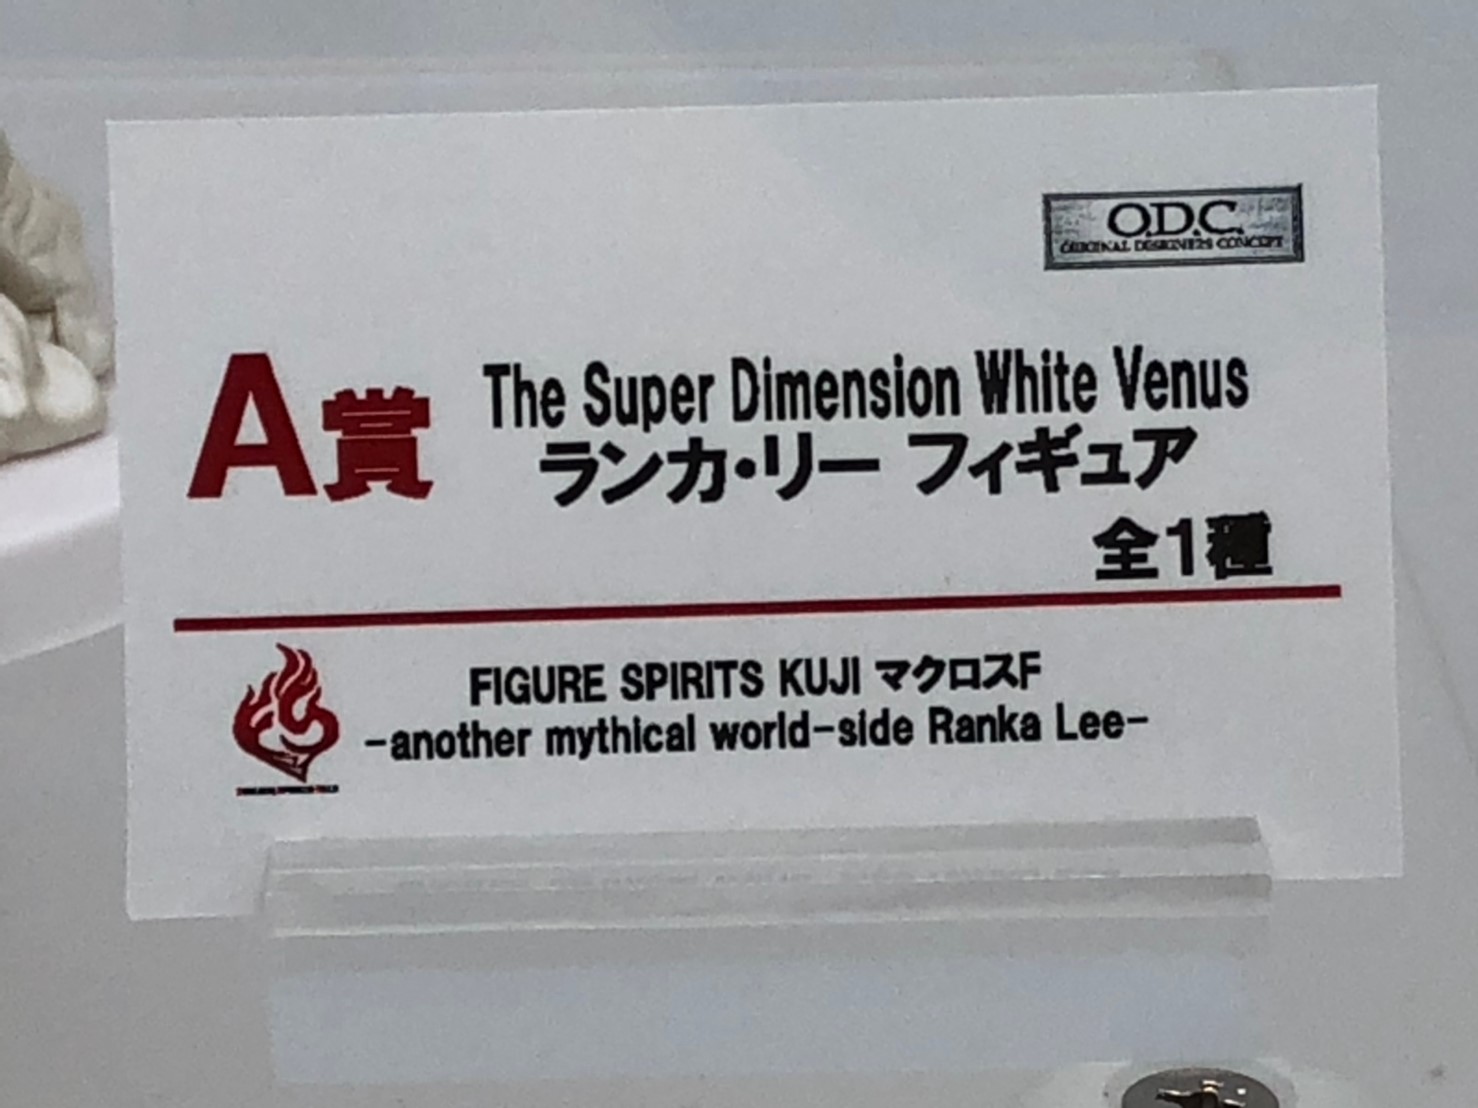 O.D.C.
ORIGINAL DESIGNERS CONCEPT
A賞
The Super Dimension White Venus
ランカ・リー フィギュア
全1種
FIGURE SPIRITS KUJI マクロスF
-another mythical world-side Ranka Lee-